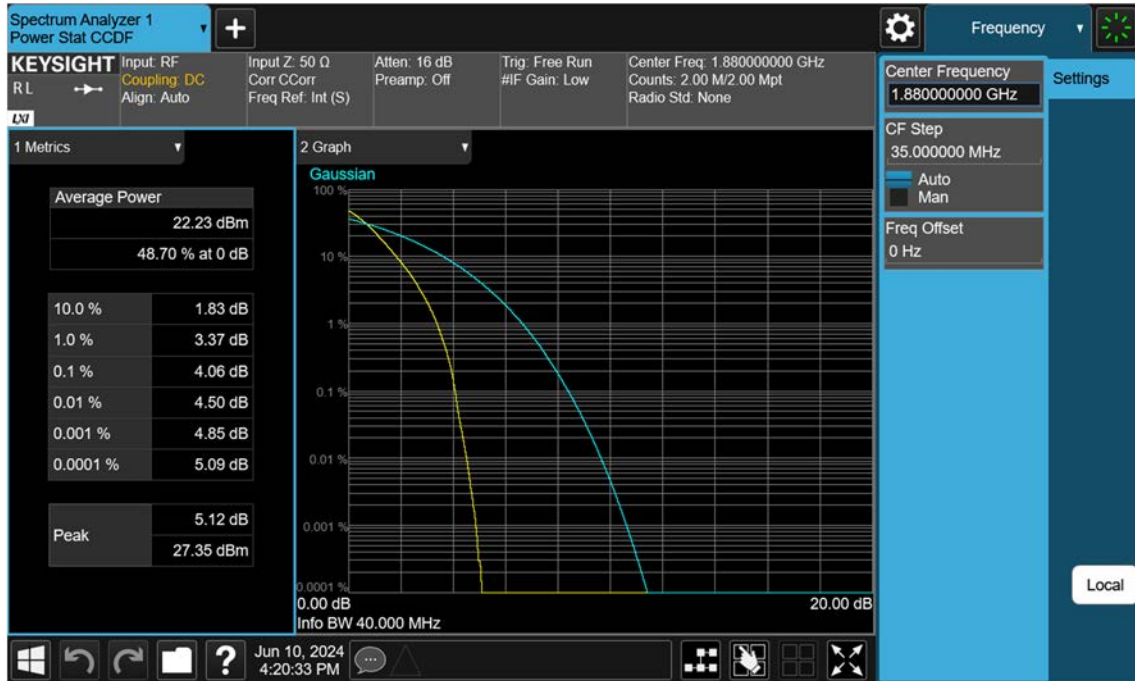 Spectrum Analyzer 1
Power Stat CCDF
Frequency
KEYSIGHT
R L
LXI
Input: RF
Coupling: DC
Align: Auto
Input Z: 50 Ω
Corr CCorr
Freq Ref: Int (S)
Atten: 16 dB
Preamp: Off
Trig: Free Run
#IF Gain: Low
Center Freq: 1.880000000 GHz
Counts: 2.00 M/2.00 Mpt
Radio Std: None
Center Frequency
1.880000000 GHz
Settings
CF Step
35.000000 MHz
Auto
Man
Freq Offset
0 Hz
1 Metrics
Average Power
22.23 dBm
48.70 % at 0 dB
10.0 % 1.83 dB
1.0 % 3.37 dB
0.1 % 4.06 dB
0.01 % 4.50 dB
0.001 % 4.85 dB
0.0001 % 5.09 dB
Peak
5.12 dB
27.35 dBm
2 Graph
Gaussian
100 %
10 %
1 %
0.1 %
0.01 %
0.001 %
0.0001 %
0.00 dB 20.00 dB
Info BW 40.000 MHz
Local
?
Jun 10, 2024
4:20:33 PM